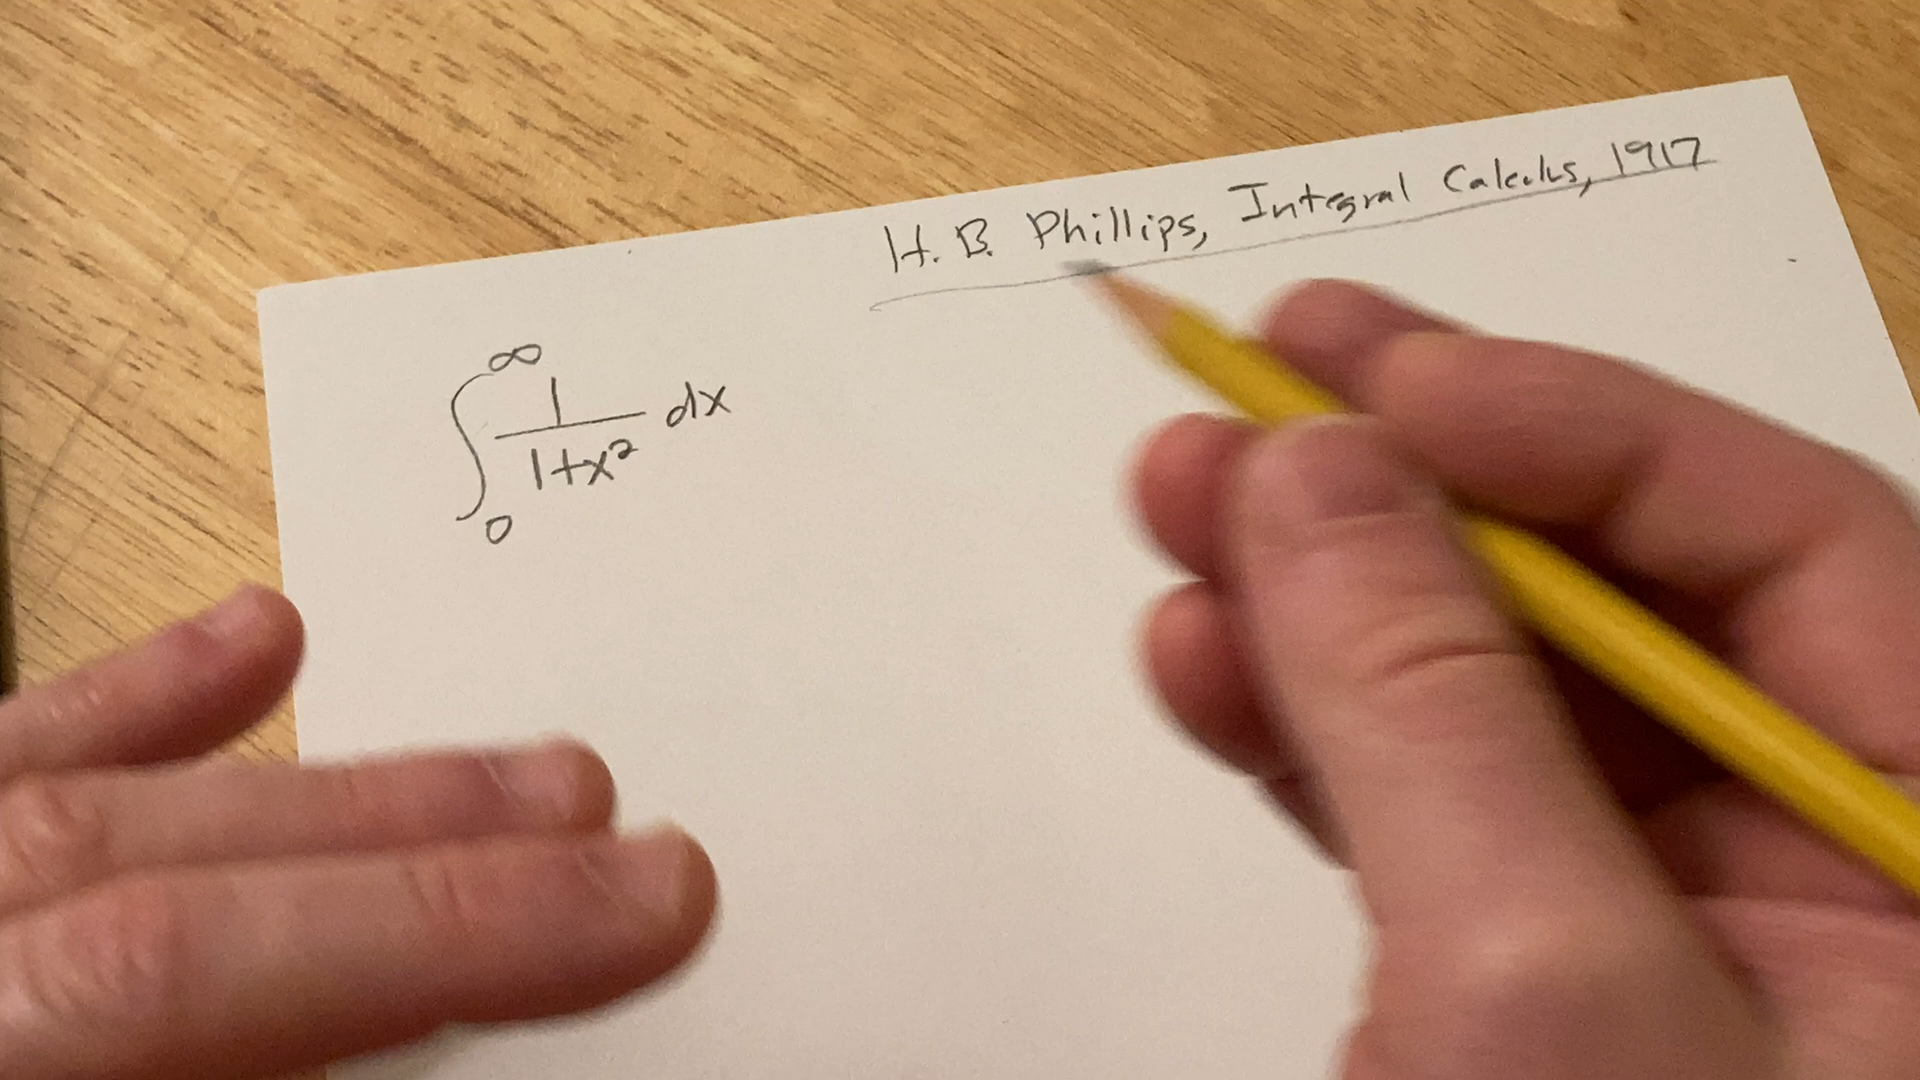 H. B. Phillips, Integral Calculus, 1917
∫₀^∞ 1/(1+x²) dx